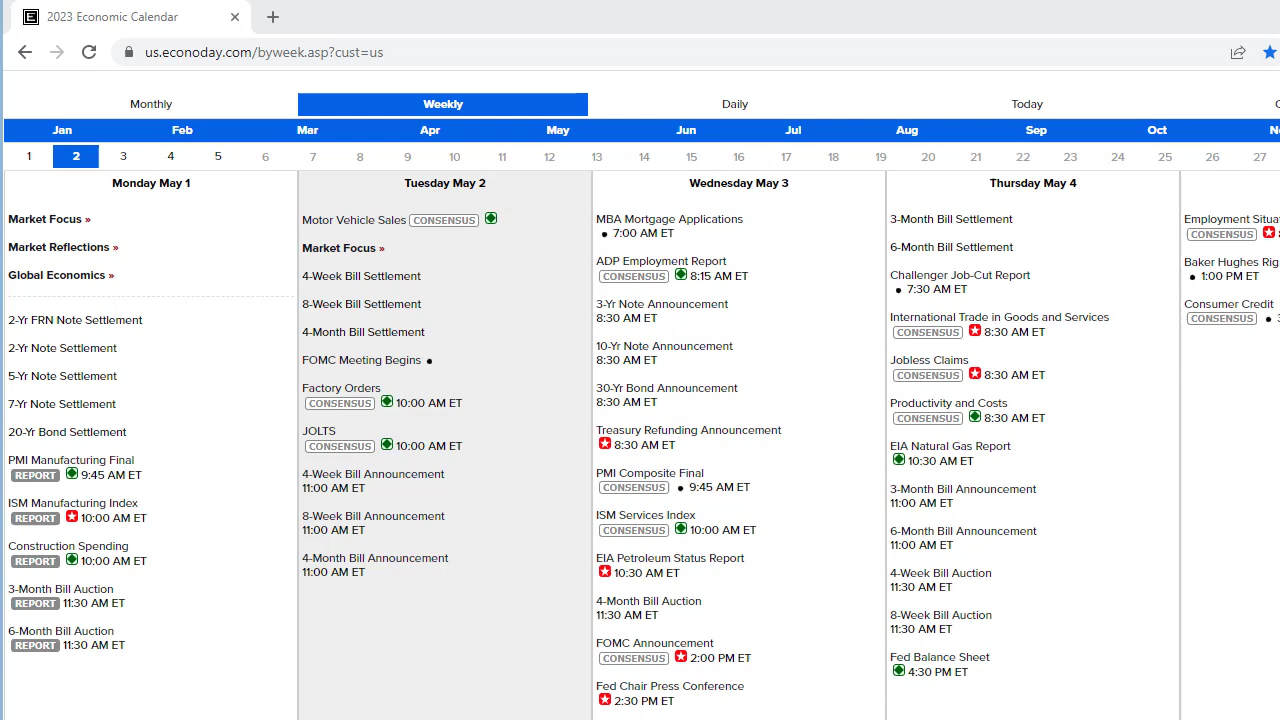 2023 Economic Calendar
us.econoday.com/byweek.asp?cust=us
Monthly Weekly Daily Today
Jan Feb Mar Apr May Jun Jul Aug Sep Oct
1 2 3 4 5 6 7 8 9 10 11 12 13 14 15 16 17 18 19 20 21 22 23 24 25 26 27
Monday May 1
Market Focus »
Market Reflections »
Global Economics »
2-Yr FRN Note Settlement
2-Yr Note Settlement
5-Yr Note Settlement
7-Yr Note Settlement
20-Yr Bond Settlement
PMI Manufacturing Final
REPORT 9:45 AM ET
ISM Manufacturing Index
REPORT 10:00 AM ET
Construction Spending
REPORT 10:00 AM ET
3-Month Bill Auction
REPORT 11:30 AM ET
6-Month Bill Auction
REPORT 11:30 AM ET
Tuesday May 2
Motor Vehicle Sales CONSENSUS
Market Focus »
4-Week Bill Settlement
8-Week Bill Settlement
4-Month Bill Settlement
FOMC Meeting Begins •
Factory Orders
CONSENSUS 10:00 AM ET
JOLTS
CONSENSUS 10:00 AM ET
4-Week Bill Announcement
11:00 AM ET
8-Week Bill Announcement
11:00 AM ET
4-Month Bill Announcement
11:00 AM ET
Wednesday May 3
MBA Mortgage Applications
• 7:00 AM ET
ADP Employment Report
CONSENSUS 8:15 AM ET
3-Yr Note Announcement
8:30 AM ET
10-Yr Note Announcement
8:30 AM ET
30-Yr Bond Announcement
8:30 AM ET
Treasury Refunding Announcement
8:30 AM ET
PMI Composite Final
CONSENSUS • 9:45 AM ET
ISM Services Index
CONSENSUS 10:00 AM ET
EIA Petroleum Status Report
10:30 AM ET
4-Month Bill Auction
11:30 AM ET
FOMC Announcement
CONSENSUS 2:00 PM ET
Fed Chair Press Conference
2:30 PM ET
Thursday May 4
3-Month Bill Settlement
6-Month Bill Settlement
Challenger Job-Cut Report
• 7:30 AM ET
International Trade in Goods and Services
CONSENSUS 8:30 AM ET
Jobless Claims
CONSENSUS 8:30 AM ET
Productivity and Costs
CONSENSUS 8:30 AM ET
EIA Natural Gas Report
10:30 AM ET
3-Month Bill Announcement
11:00 AM ET
6-Month Bill Announcement
11:00 AM ET
4-Week Bill Auction
11:30 AM ET
8-Week Bill Auction
11:30 AM ET
Fed Balance Sheet
4:30 PM ET
Employment
CONSENSUS
Baker Hughes Rig
• 1:00 PM ET
Consumer Credit
CONSENSUS •